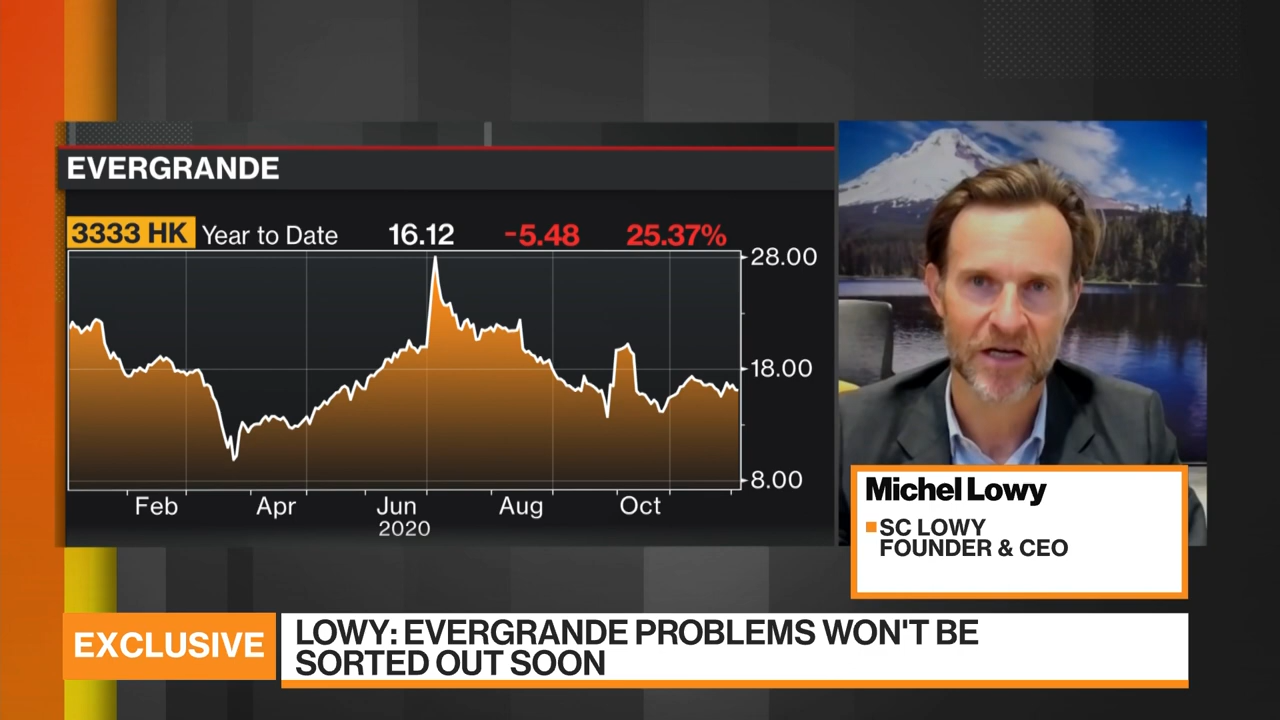 EVERGRANDE
3333 HK Year to Date 16.12 -5.48 25.37%
28.00
18.00
8.00
Feb Apr Jun Aug Oct
2020
Michel Lowy
SC LOWY
FOUNDER & CEO
EXCLUSIVE
LOWY: EVERGRANDE PROBLEMS WON'T BE
SORTED OUT SOON